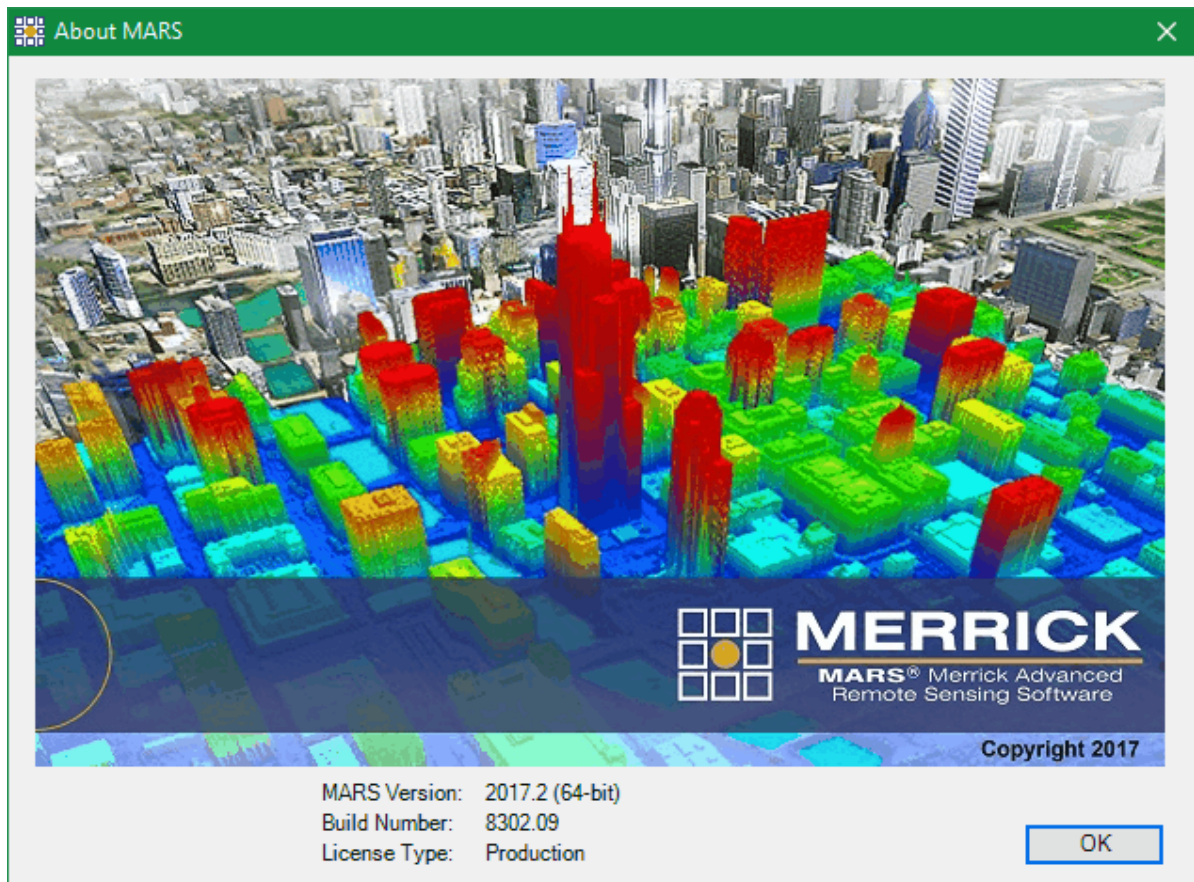 About MARS
MERRICK
MARS® Merrick Advanced
Remote Sensing Software
Copyright 2017
MARS Version: 2017.2 (64-bit)
Build Number: 8302.09
License Type: Production
OK